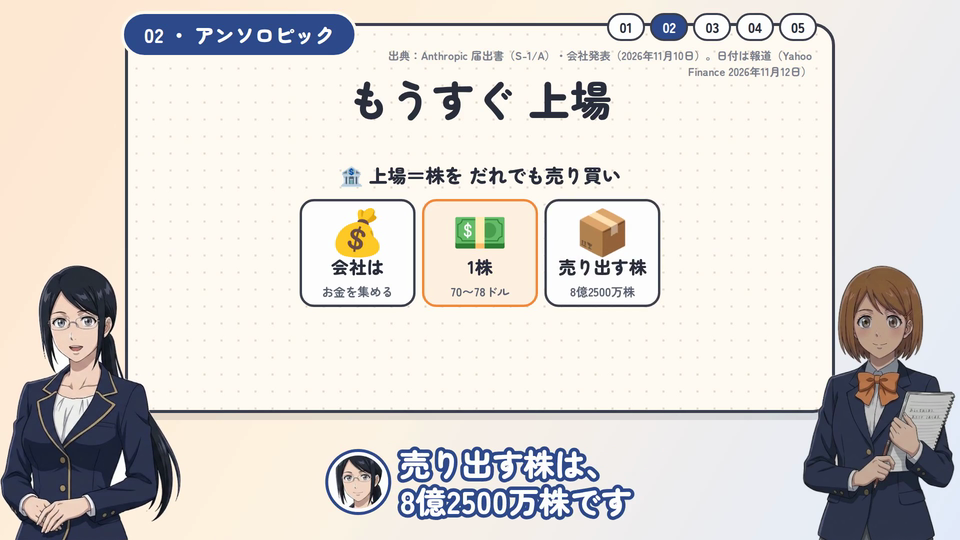 02 ・ アンソロピック
01 02 03 04 05
出典：Anthropic 届出書（S-1/A）・会社発表（2026年11月10日）。日付は報道（Yahoo
Finance 2026年11月12日）
もうすぐ 上場
上場＝株を だれでも売り買い
会社は
お金を集める
1株
70〜78ドル
売り出す株
8億2500万株
売り出す株は、
8億2500万株です